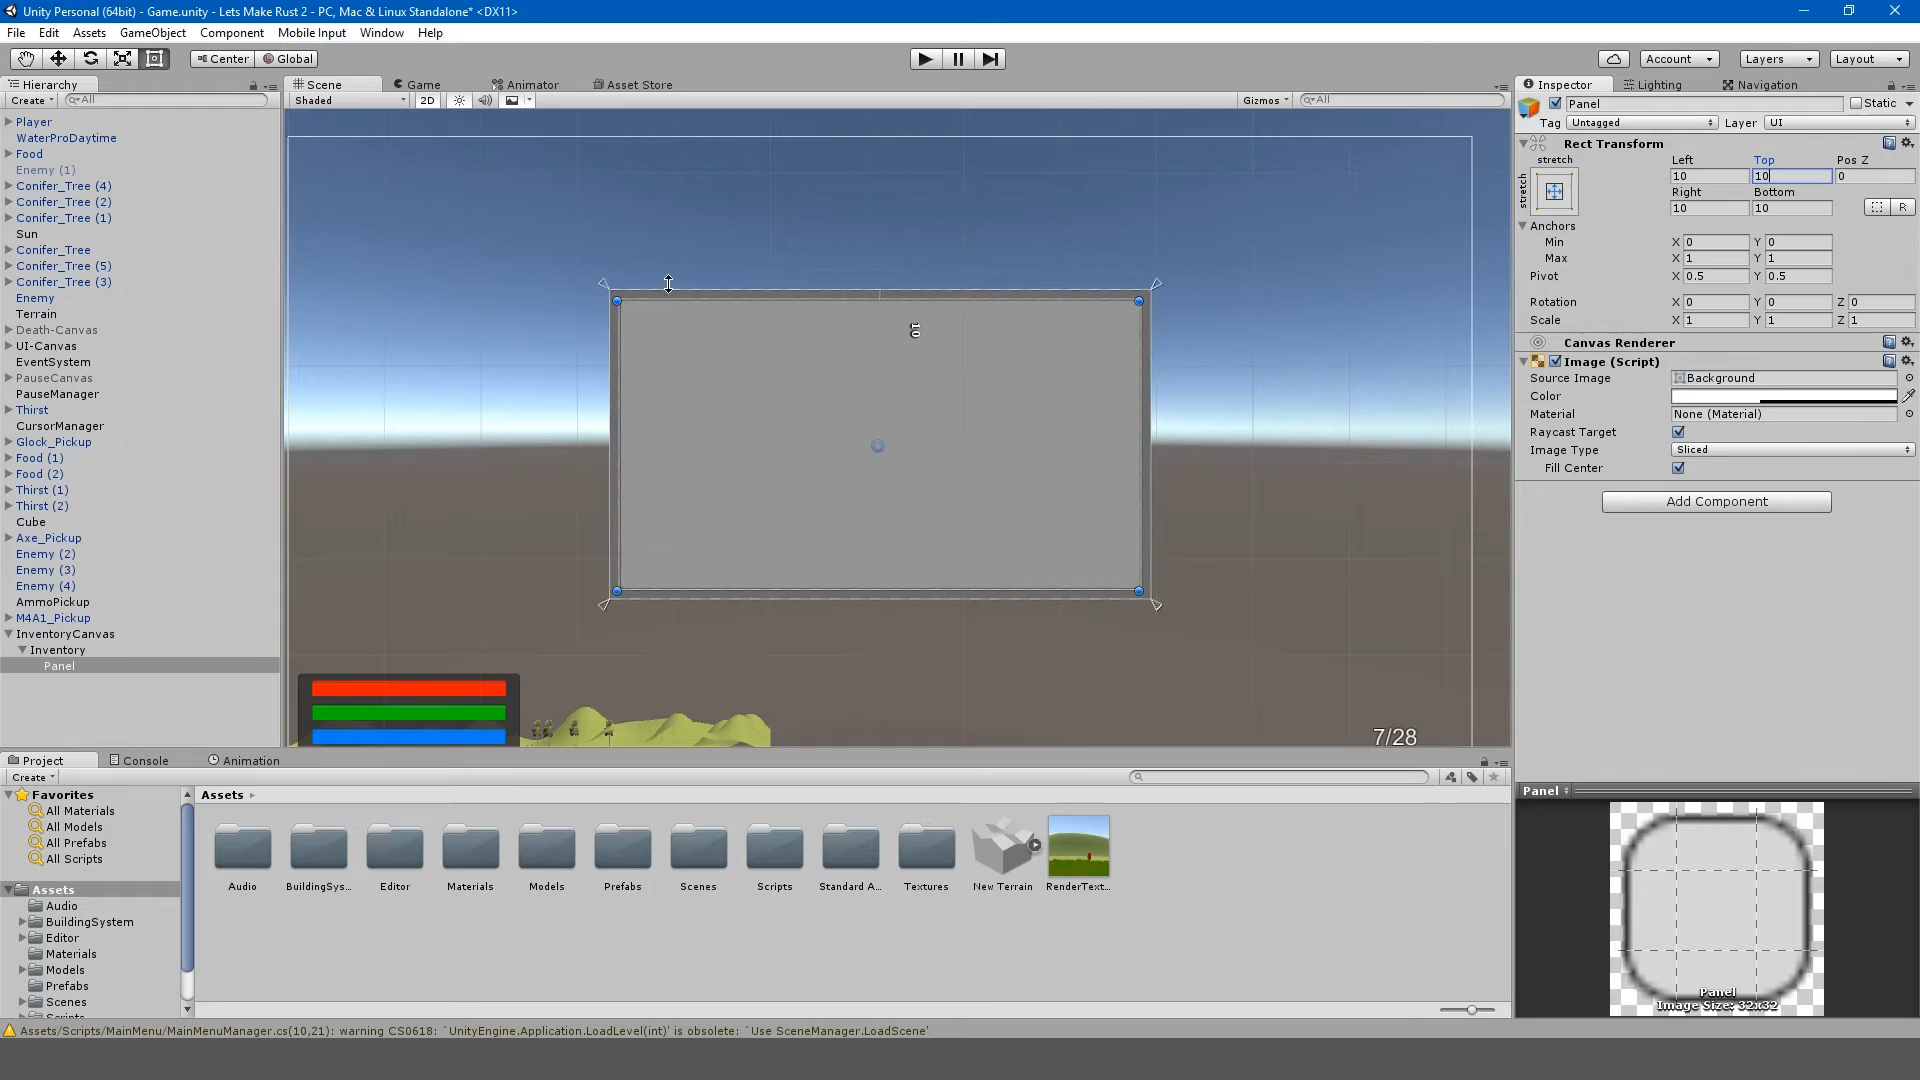 Unity Personal (64bit) - Game.unity - Lets Make Rust 2 - PC, Mac & Linux Standalone* <DX11>
File Edit Assets GameObject Component Mobile Input Window Help
Center Global Account Layers Layout
Hierarchy
Create All
Player
WaterProDaytime
Food
Enemy (1)
Conifer_Tree (4)
Conifer_Tree (2)
Conifer_Tree (1)
Sun
Conifer_Tree
Conifer_Tree (5)
Conifer_Tree (3)
Enemy
Terrain
Death-Canvas
UI-Canvas
EventSystem
PauseCanvas
PauseManager
Thirst
CursorManager
Glock_Pickup
Food (1)
Food (2)
Thirst (1)
Thirst (2)
Cube
Axe_Pickup
Enemy (2)
Enemy (3)
Enemy (4)
AmmoPickup
M4A1_Pickup
InventoryCanvas
Inventory
Panel
Scene Game Animator Asset Store
Shaded 2D Gizmos All
10
7/28
Inspector Lighting Navigation
Panel Static
Tag Untagged Layer UI
Rect Transform
stretch Left Top Pos Z
stretch 10 10 0
Right Bottom
10 10 R
Anchors
Min X 0 Y 0
Max X 1 Y 1
Pivot X 0.5 Y 0.5
Rotation X 0 Y 0 Z 0
Scale X 1 Y 1 Z 1
Canvas Renderer
Image (Script)
Source Image Background
Color
Material None (Material)
Raycast Target
Image Type Sliced
Fill Center
Add Component
Project Console Animation
Create
Favorites
All Materials
All Models
All Prefabs
All Scripts
Assets
Audio
BuildingSystem
Editor
Materials
Models
Prefabs
Scenes
Scripts
Assets
Audio BuildingSys... Editor Materials Models Prefabs Scenes Scripts Standard A... Textures New Terrain RenderText...
Panel
Panel
Image Size: 32x32
Assets/Scripts/MainMenu/MainMenuManager.cs(10,21): warning CS0618: `UnityEngine.Application.LoadLevel(int)' is obsolete: `Use SceneManager.LoadScene'